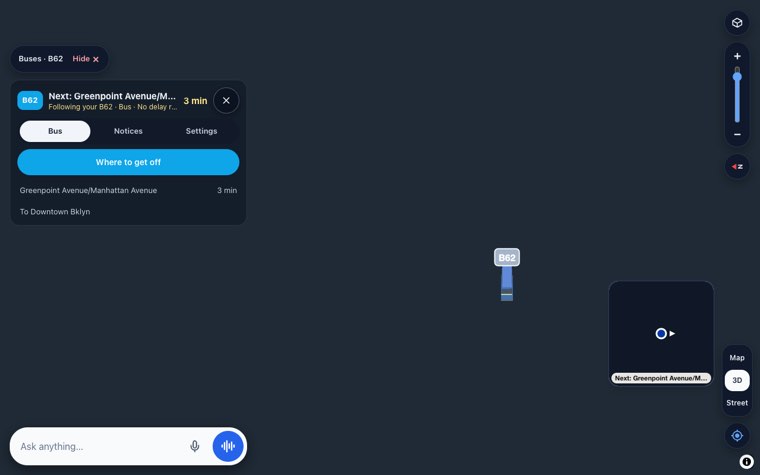 Buses · B62 Hide ×
B62
Next: Greenpoint Avenue/M...
Following your B62 · Bus · No delay r...
3 min
Bus
Notices
Settings
Where to get off
Greenpoint Avenue/Manhattan Avenue 3 min
To Downtown Bklyn
B62
N
Next: Greenpoint Avenue/M...
Map
3D
Street
Ask anything...